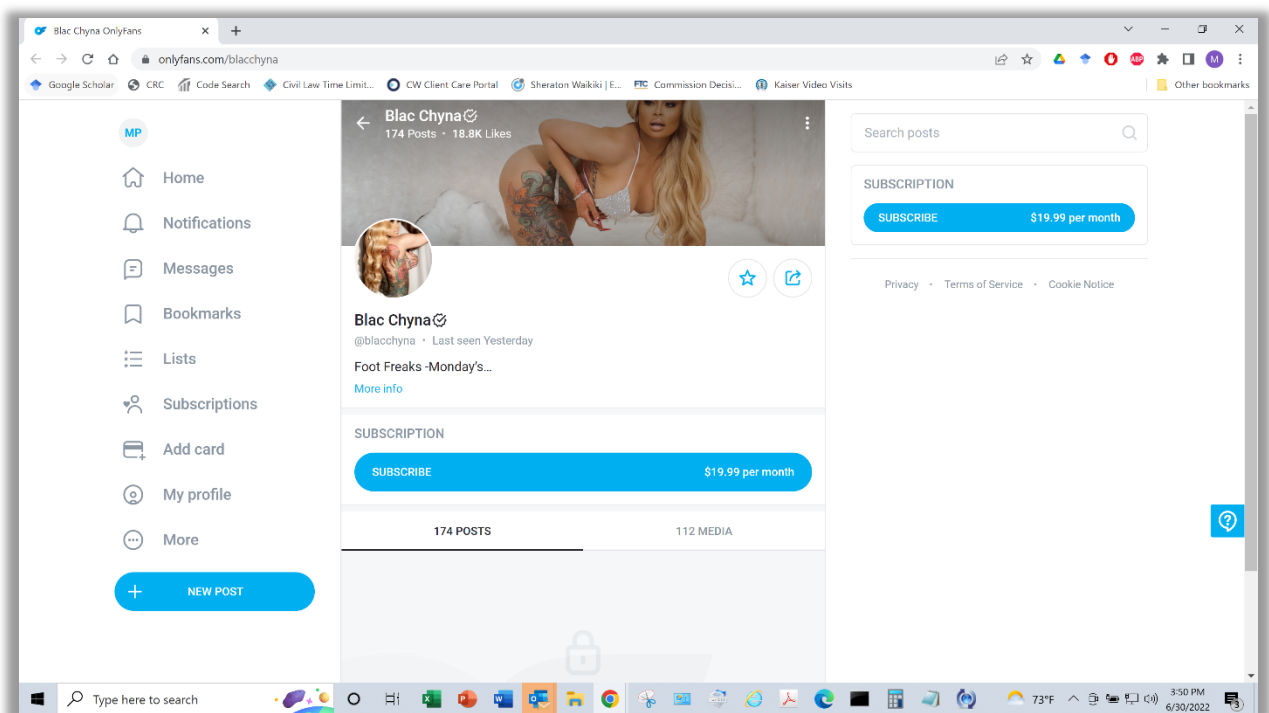 Blac Chyna OnlyFans
onlyfans.com/blacchyna
M
Google Scholar CRC Code Search Civil Law Time Limit... CW Client Care Portal Sheraton Waikiki | E... FTC Commission Decisi... Kaiser Video Visits Other bookmarks
MP
Home
Notifications
Messages
Bookmarks
Lists
Subscriptions
Add card
My profile
More
NEW POST
Blac Chyna
174 Posts · 18.8K Likes
Blac Chyna
@blacchyna · Last seen Yesterday
Foot Freaks -Monday's...
More info
SUBSCRIPTION
SUBSCRIBE $19.99 per month
174 POSTS 112 MEDIA
Search posts
SUBSCRIPTION
SUBSCRIBE $19.99 per month
Privacy · Terms of Service · Cookie Notice
Type here to search
73°F
3:50 PM
6/30/2022